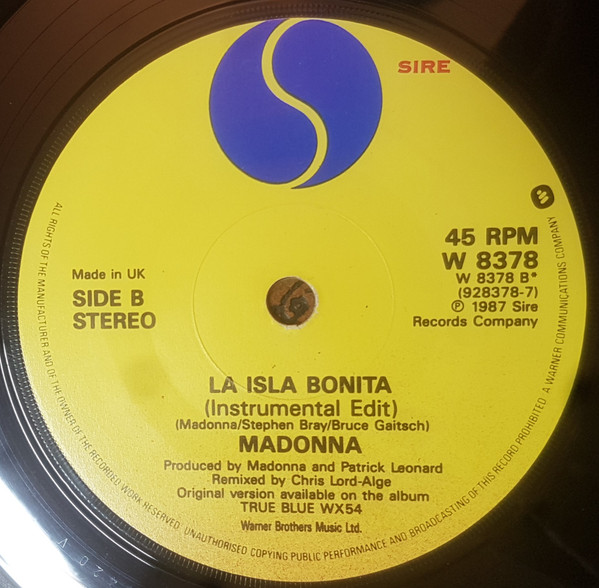 SIRE
45 RPM
W 8378
W 8378 B*
(928378-7)
℗ 1987 Sire
Records Company
Made in UK
SIDE B
STEREO
LA ISLA BONITA
(Instrumental Edit)
(Madonna/Stephen Bray/Bruce Gaitsch)
MADONNA
Produced by Madonna and Patrick Leonard
Remixed by Chris Lord-Alge
Original version available on the album
TRUE BLUE WX54
Warner Brothers Music Ltd.
ALL RIGHTS OF THE MANUFACTURER AND OF THE OWNER OF THE RECORDED WORK RESERVED. UNAUTHORISED COPYING PUBLIC PERFORMANCE AND BROADCASTING OF THIS RECORD PROHIBITED. A WARNER COMMUNICATIONS COMPANY